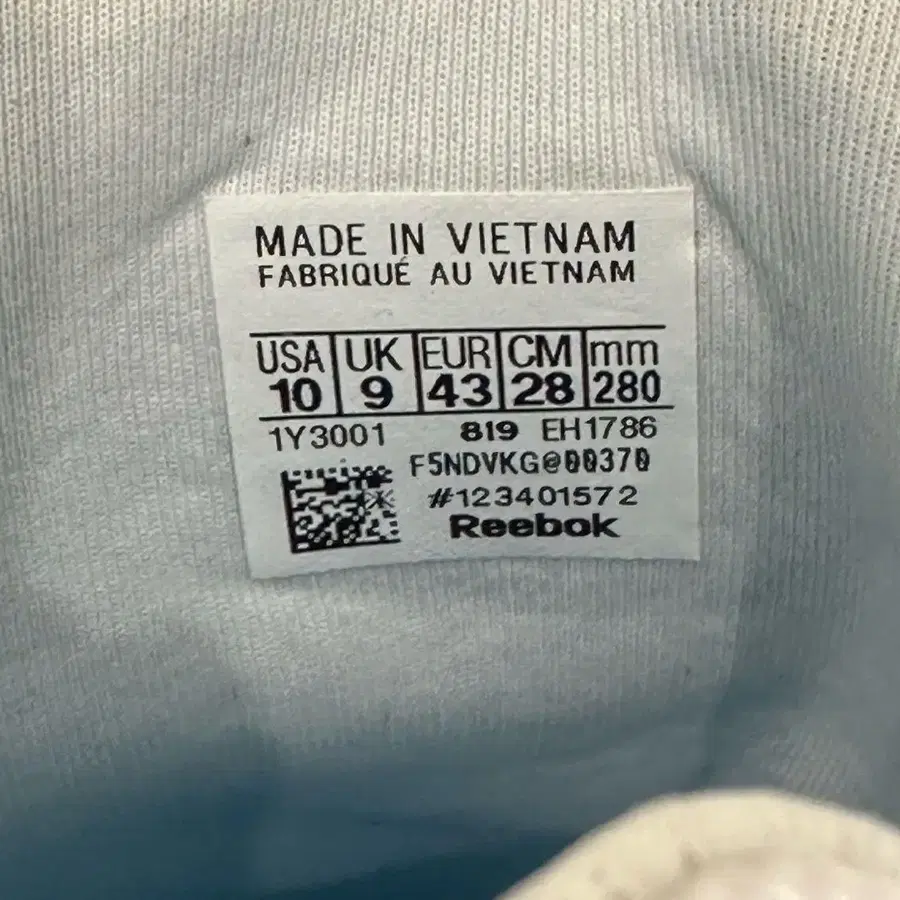 MADE IN VIETNAM
FABRIQUÉ AU VIETNAM
USA UK EUR CM mm
10 9 43 28 280
1Y3001 819 EH1786
F5NDVKG@00370
#123401572
Reebok